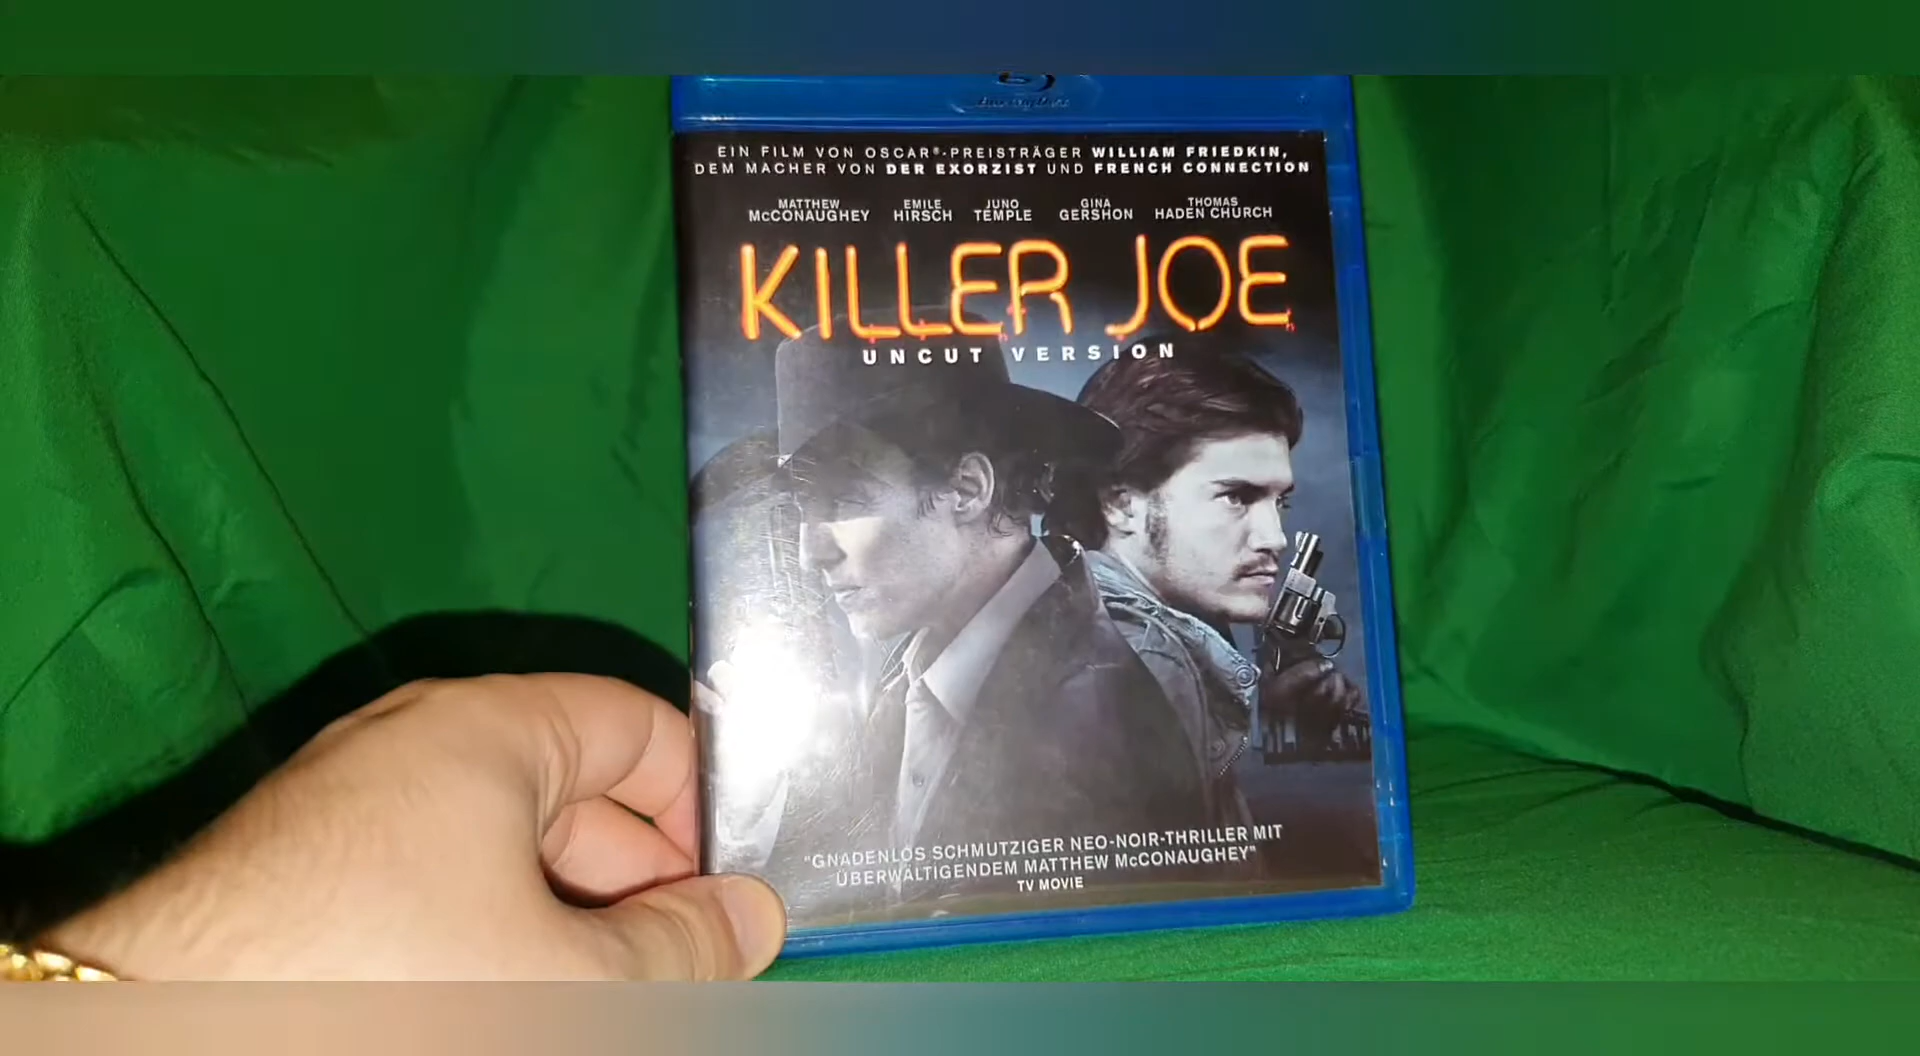 EIN FILM VON OSCAR®-PREISTRÄGER WILLIAM FRIEDKIN,
DEM MACHER VON DER EXORZIST UND FRENCH CONNECTION
MATTHEW McCONAUGHEY
EMILE HIRSCH
JUNO TEMPLE
GINA GERSHON
THOMAS HADEN CHURCH
KILLER JOE
UNCUT VERSION
"GNADENLOS SCHMUTZIGER NEO-NOIR-THRILLER MIT
ÜBERWÄLTIGENDEM MATTHEW McCONAUGHEY"
TV MOVIE